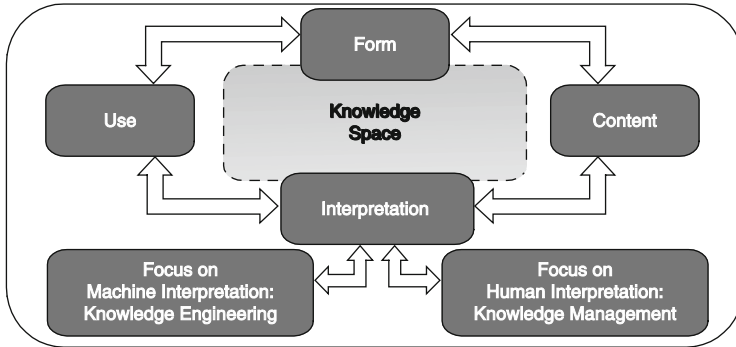 Form
Knowledge
Space
Use
Content
Interpretation
Focus on
Machine Interpretation:
Knowledge Engineering
Focus on
Human Interpretation:
Knowledge Management